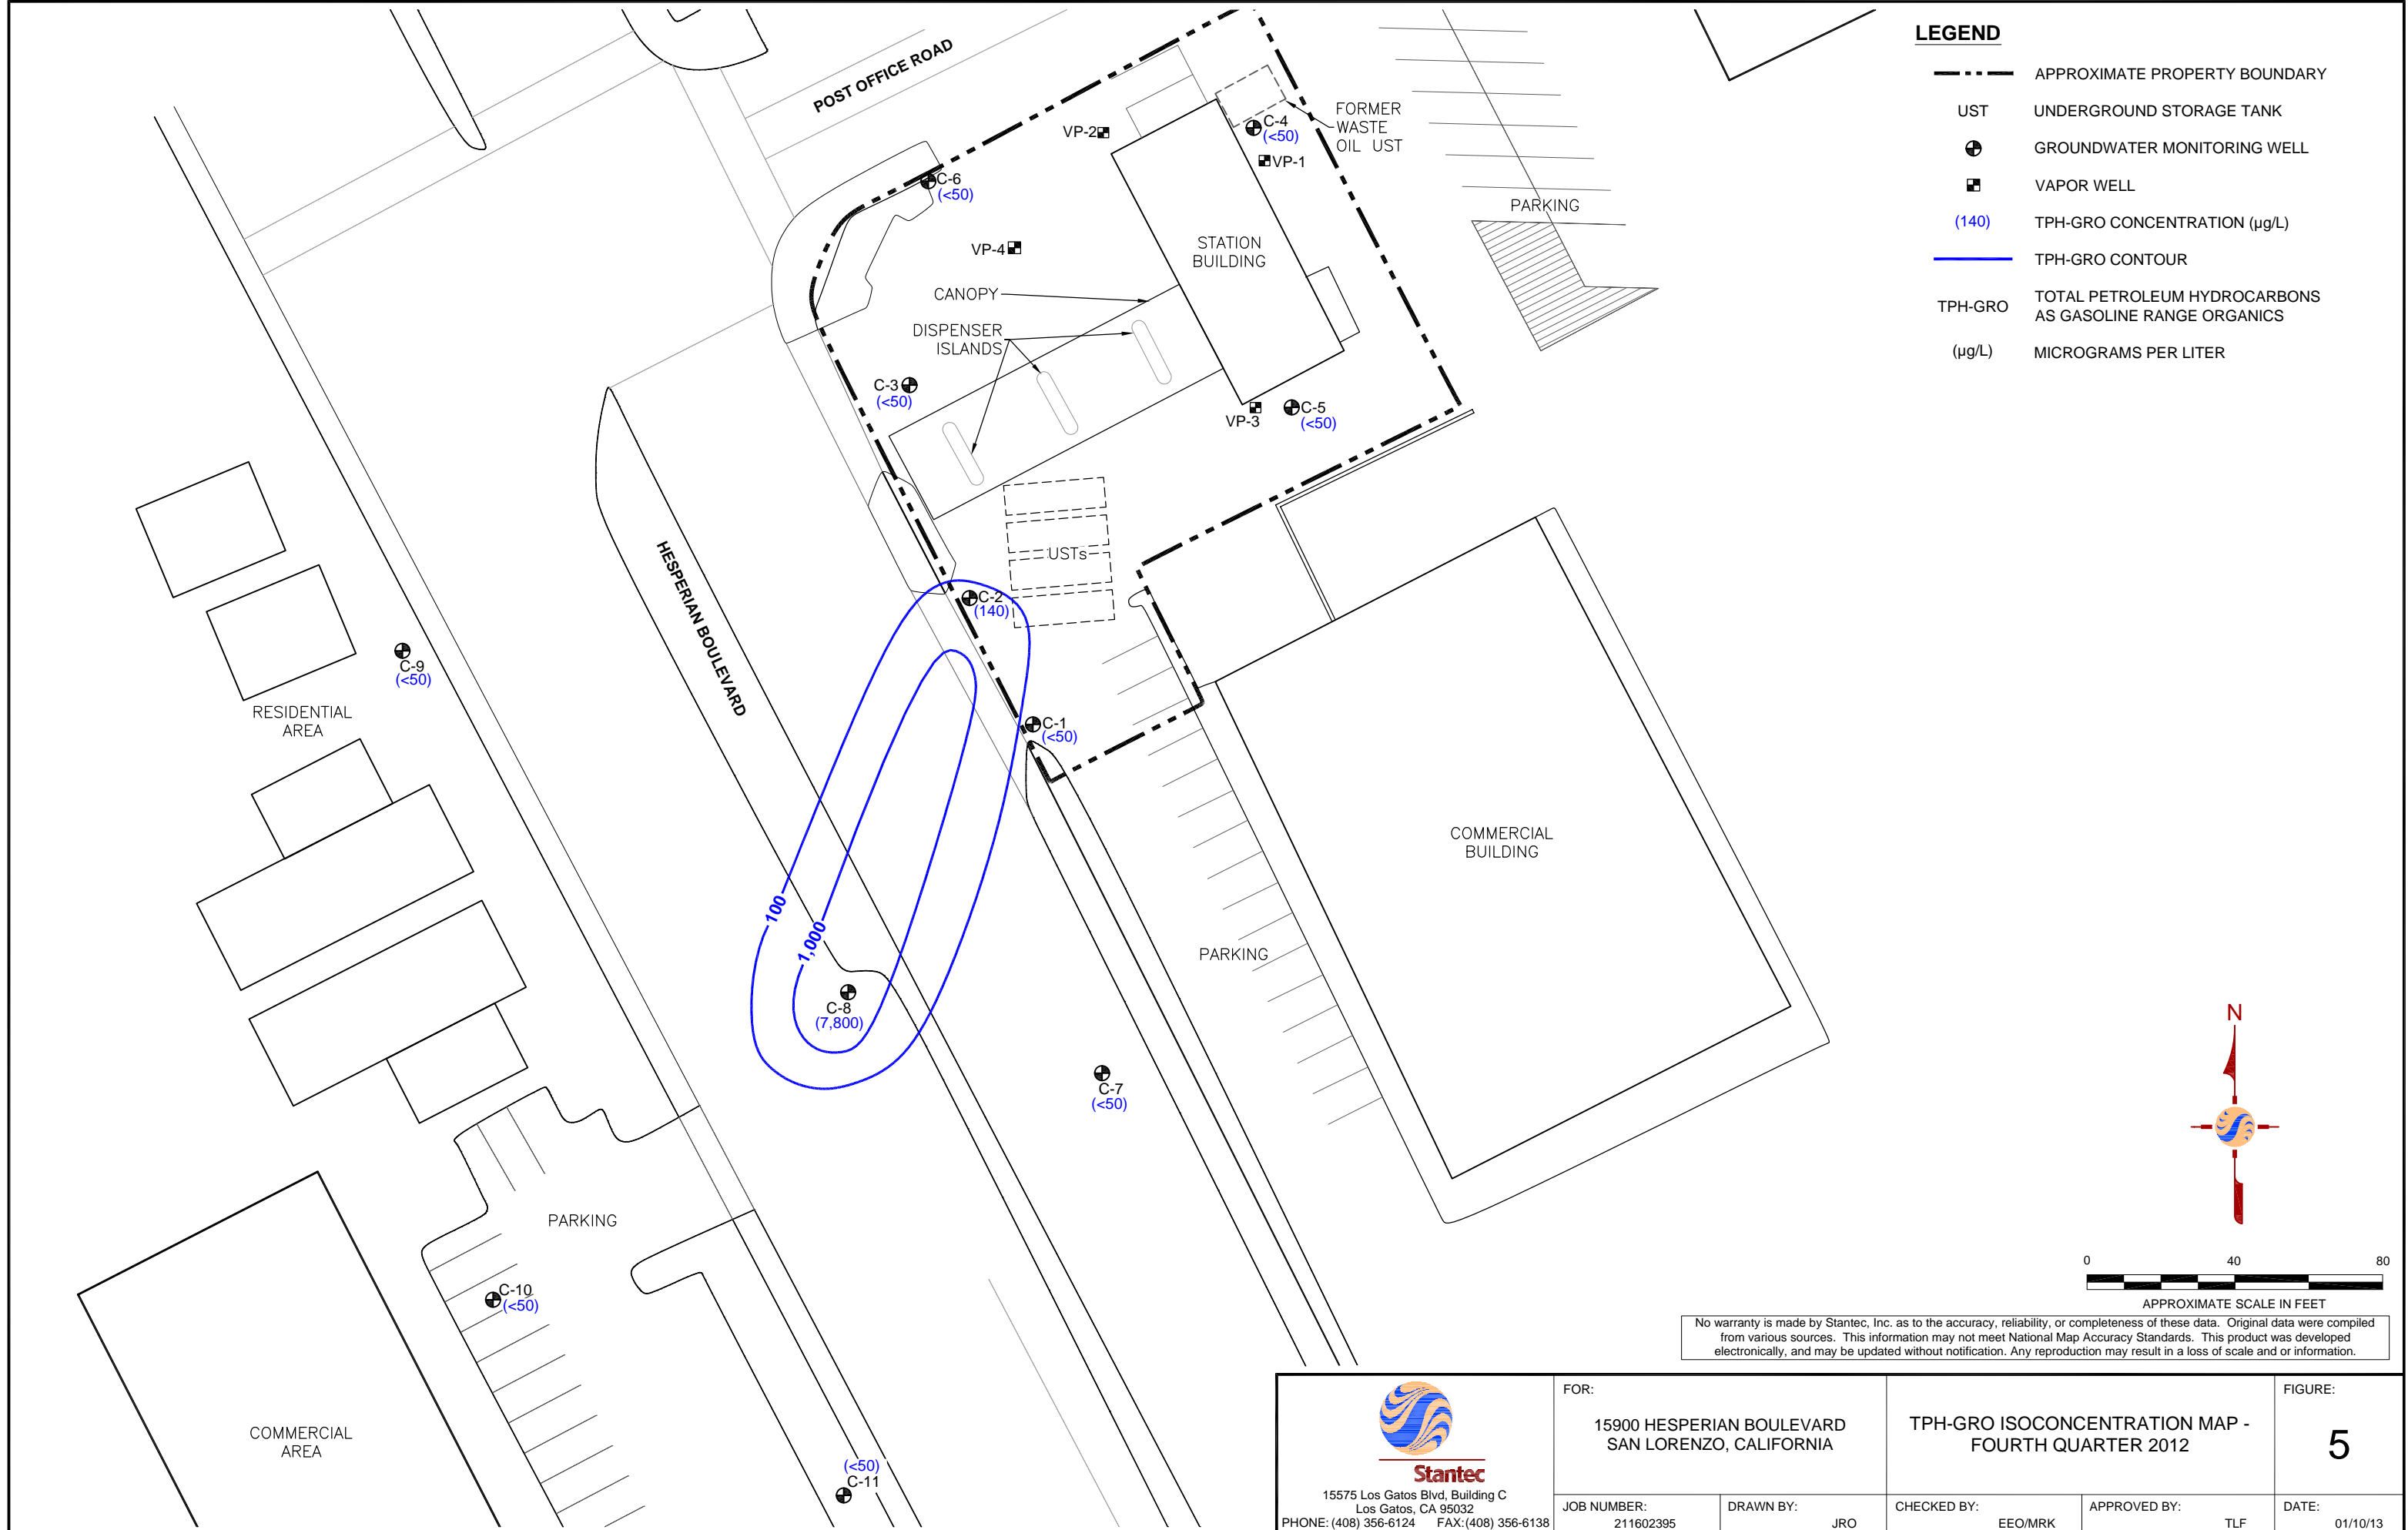 LEGEND
APPROXIMATE PROPERTY BOUNDARY
UST UNDERGROUND STORAGE TANK
GROUNDWATER MONITORING WELL
VAPOR WELL
(140) TPH-GRO CONCENTRATION (µg/L)
TPH-GRO CONTOUR
TPH-GRO TOTAL PETROLEUM HYDROCARBONS
AS GASOLINE RANGE ORGANICS
(µg/L) MICROGRAMS PER LITER
POST OFFICE ROAD
VP-2
C-4
(<50)
VP-1
FORMER
WASTE
OIL UST
C-6
(<50)
PARKING
VP-4
STATION
BUILDING
CANOPY
DISPENSER
ISLANDS
C-3
(<50)
VP-3
C-5
(<50)
USTs
HESPERIAN BOULEVARD
C-2
(140)
C-9
(<50)
RESIDENTIAL
AREA
C-1
(<50)
COMMERCIAL
BUILDING
100
1,000
PARKING
C-8
(7,800)
C-7
(<50)
PARKING
C-10
(<50)
COMMERCIAL
AREA
(<50)
C-11
N
0 40 80
APPROXIMATE SCALE IN FEET
No warranty is made by Stantec, Inc. as to the accuracy, reliability, or completeness of these data. Original data were compiled
from various sources. This information may not meet National Map Accuracy Standards. This product was developed
electronically, and may be updated without notification. Any reproduction may result in a loss of scale and or information.
Stantec
15575 Los Gatos Blvd, Building C
Los Gatos, CA 95032
PHONE: (408) 356-6124 FAX:(408) 356-6138
FOR:
15900 HESPERIAN BOULEVARD
SAN LORENZO, CALIFORNIA
TPH-GRO ISOCONCENTRATION MAP -
FOURTH QUARTER 2012
FIGURE:
5
JOB NUMBER:
211602395
DRAWN BY:
JRO
CHECKED BY:
EEO/MRK
APPROVED BY:
TLF
DATE:
01/10/13